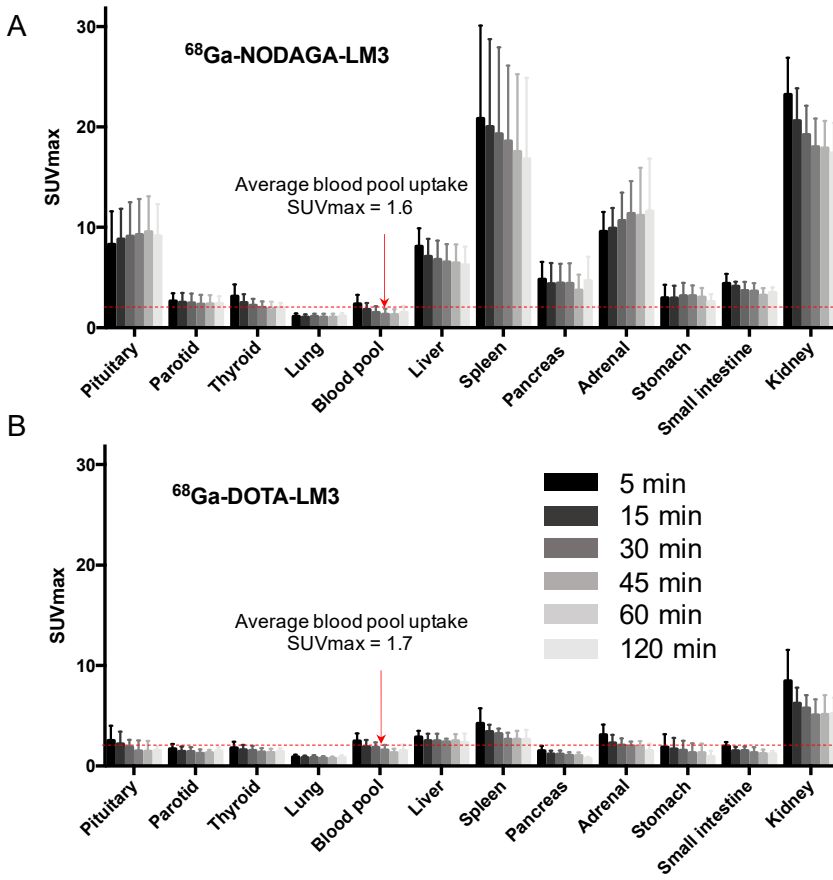 A
⁶⁸Ga-NODAGA-LM3
SUVmax
30
20
10
0
Average blood pool uptake
SUVmax = 1.6
Pituitary
Parotid
Thyroid
Lung
Blood pool
Liver
Spleen
Pancreas
Adrenal
Stomach
Small intestine
Kidney
B
⁶⁸Ga-DOTA-LM3
SUVmax
30
20
10
0
Average blood pool uptake
SUVmax = 1.7
5 min
15 min
30 min
45 min
60 min
120 min
Pituitary
Parotid
Thyroid
Lung
Blood pool
Liver
Spleen
Pancreas
Adrenal
Stomach
Small intestine
Kidney